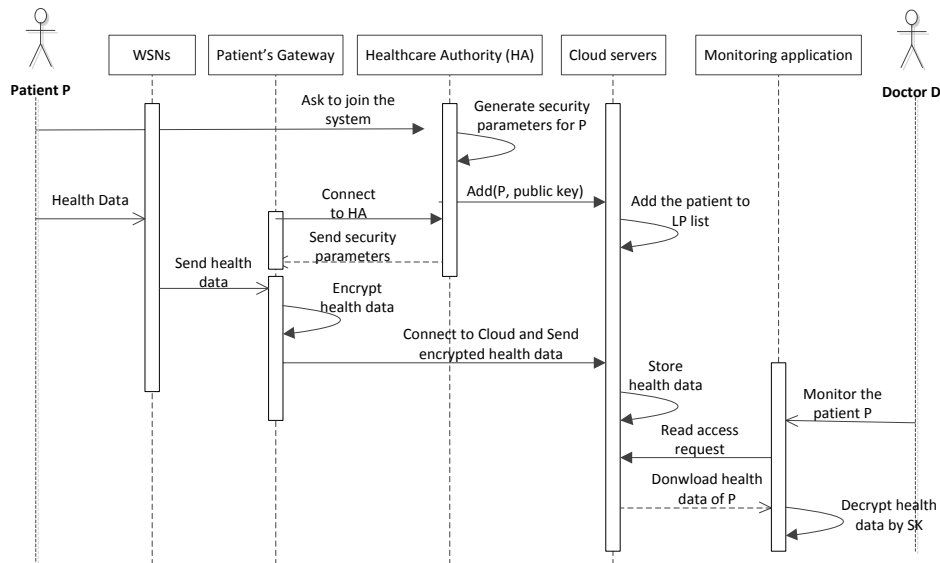 WSNs
Patient's Gateway
Healthcare Authority (HA)
Cloud servers
Monitoring application
Patient P
Doctor D
Ask to join the
system
Generate security
parameters for P
Health Data
Connect
to HA
Add(P, public key)
Add the patient to
LP list
Send security
parameters
Send health
data
Encrypt
health data
Connect to Cloud and Send
encrypted health data
Store
health data
Monitor the
patient P
Read access
request
Donwload health
data of P
Decrypt health
data by SK